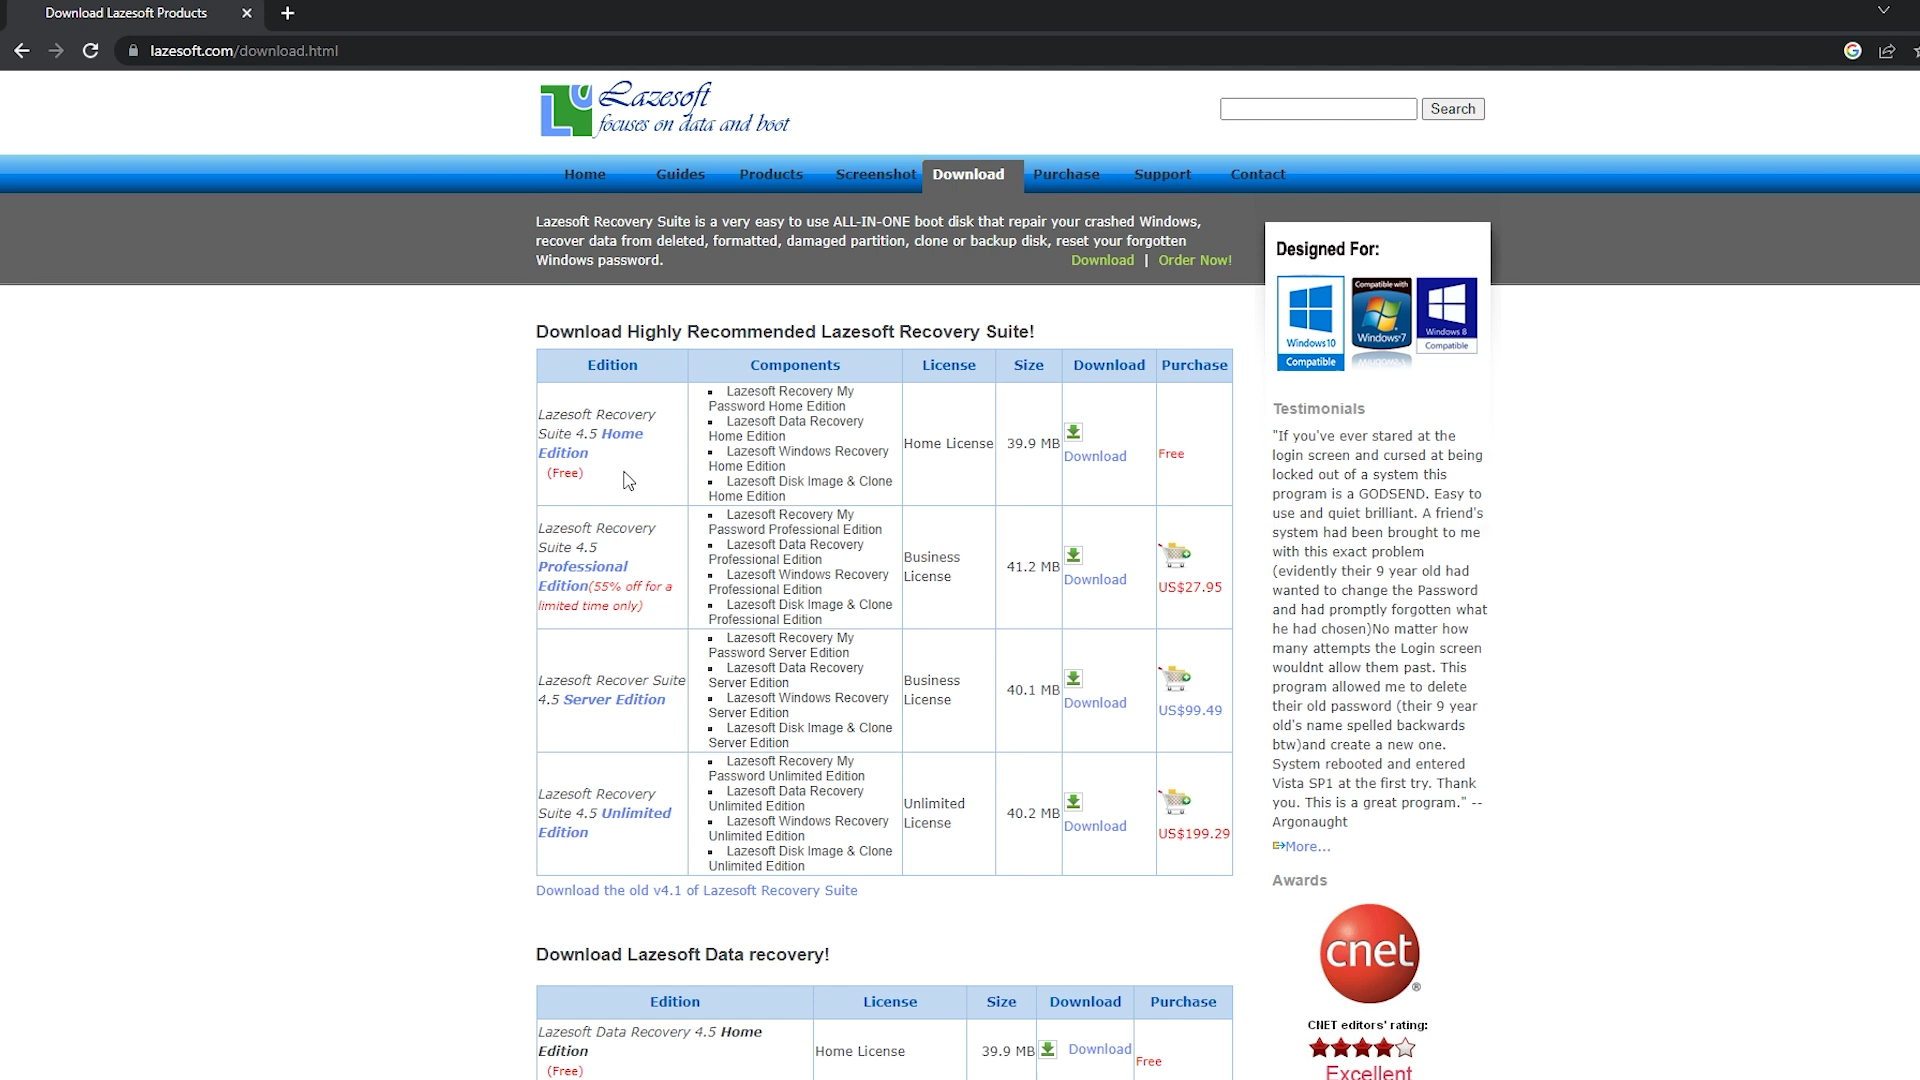 Download Lazesoft Products
lazesoft.com/download.html
Lazesoft
focuses on data and boot
Search
Home Guides Products Screenshot Download Purchase Support Contact
Lazesoft Recovery Suite is a very easy to use ALL-IN-ONE boot disk that repair your crashed Windows,
recover data from deleted, formatted, damaged partition, clone or backup disk, reset your forgotten
Windows password.
Download | Order Now!
Download Highly Recommended Lazesoft Recovery Suite!
Edition Components License Size Download Purchase
Lazesoft Recovery
Suite 4.5 Home
Edition
(Free)
Lazesoft Recovery My
Password Home Edition
Lazesoft Data Recovery
Home Edition
Lazesoft Windows Recovery
Home Edition
Lazesoft Disk Image & Clone
Home Edition
Home License
39.9 MB
Download
Free
Lazesoft Recovery
Suite 4.5
Professional
Edition(55% off for a
limited time only)
Lazesoft Recovery My
Password Professional Edition
Lazesoft Data Recovery
Professional Edition
Lazesoft Windows Recovery
Professional Edition
Lazesoft Disk Image & Clone
Professional Edition
Business
License
41.2 MB
Download
US$27.95
Lazesoft Recover Suite
4.5 Server Edition
Lazesoft Recovery My
Password Server Edition
Lazesoft Data Recovery
Server Edition
Lazesoft Windows Recovery
Server Edition
Lazesoft Disk Image & Clone
Server Edition
Business
License
40.1 MB
Download
US$99.49
Lazesoft Recovery
Suite 4.5 Unlimited
Edition
Lazesoft Recovery My
Password Unlimited Edition
Lazesoft Data Recovery
Unlimited Edition
Lazesoft Windows Recovery
Unlimited Edition
Lazesoft Disk Image & Clone
Unlimited Edition
Unlimited
License
40.2 MB
Download
US$199.29
Download the old v4.1 of Lazesoft Recovery Suite
Download Lazesoft Data recovery!
Edition License Size Download Purchase
Lazesoft Data Recovery 4.5 Home
Edition
(Free)
Home License
39.9 MB
Download
Free
Designed For:
Windows10
Compatible
Compatible with
Windows7
Windows 8
Compatible
Testimonials
"If you've ever stared at the
login screen and cursed at being
locked out of a system this
program is a GODSEND. Easy to
use and quiet brilliant. A friend's
system had been brought to me
with this exact problem
(evidently their 9 year old had
wanted to change the Password
and had promptly forgotten what
he had chosen)No matter how
many attempts the Login screen
wouldnt allow them past. This
program allowed me to delete
their old password (their 9 year
old's name spelled backwards
btw)and create a new one.
System rebooted and entered
Vista SP1 at the first try. Thank
you. This is a great program." --
Argonaught
More...
Awards
cnet
CNET editors' rating:
Excellent